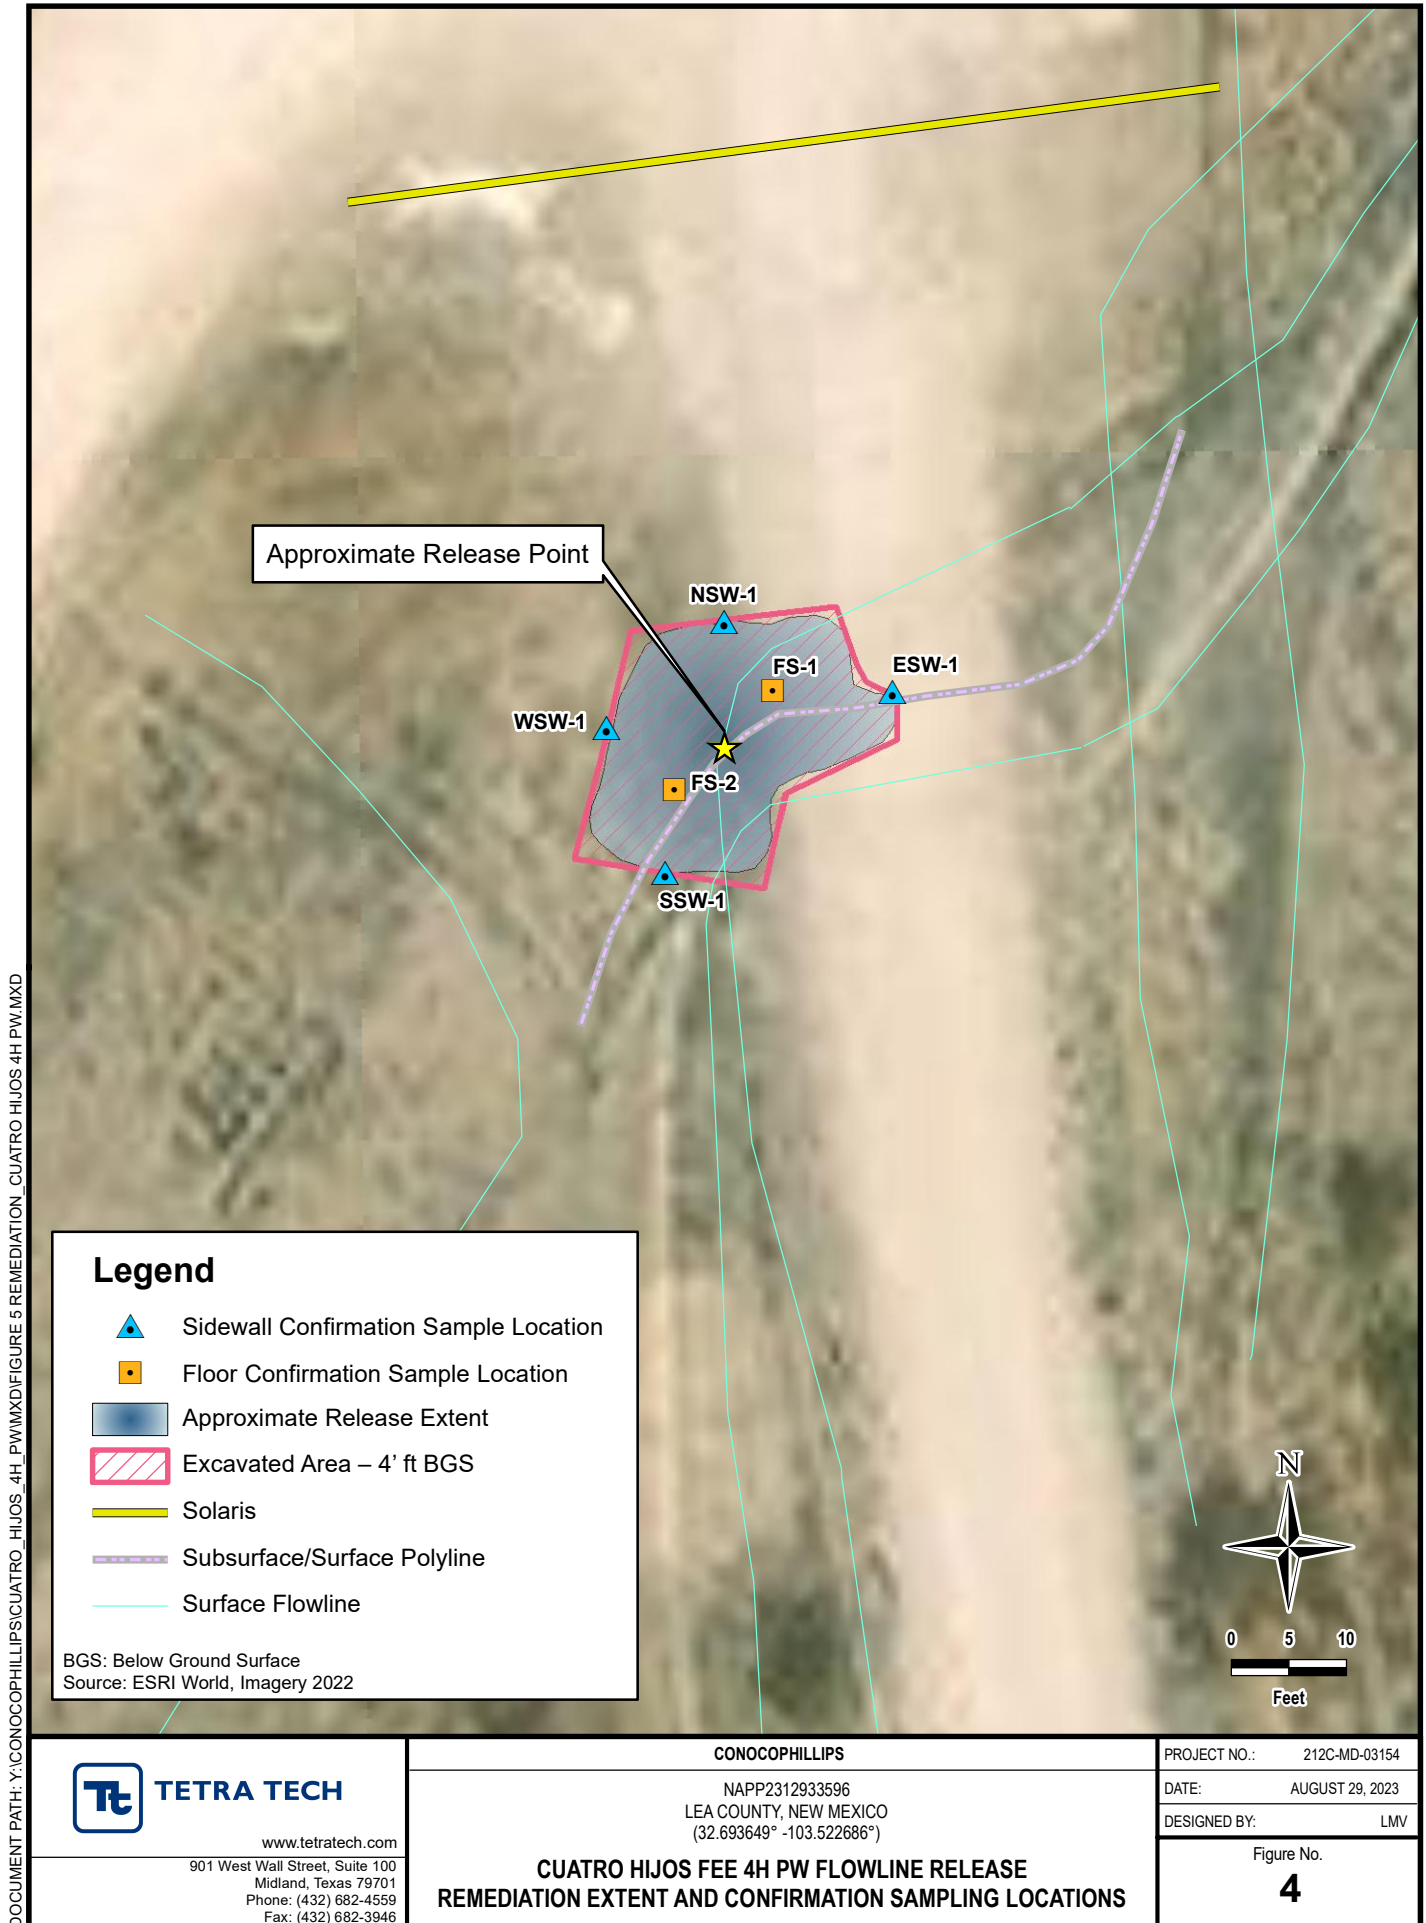 Approximate Release Point
NSW-1
FS-1
ESW-1
WSW-1
FS-2
SSW-1
Legend
Sidewall Confirmation Sample Location
Floor Confirmation Sample Location
Approximate Release Extent
Excavated Area – 4’ ft BGS
Solaris
Subsurface/Surface Polyline
Surface Flowline
BGS: Below Ground Surface
Source: ESRI World, Imagery 2022
N
0 5 10
Feet
DOCUMENT PATH: Y:\CONOCOPHILLIPS\CUATRO_HIJOS_4H_PW\MXD\FIGURE 5 REMEDIATION_CUATRO HIJOS 4H PW.MXD
Tt TETRA TECH
www.tetratech.com
901 West Wall Street, Suite 100
Midland, Texas 79701
Phone: (432) 682-4559
Fax: (432) 682-3946
CONOCOPHILLIPS
NAPP2312933596
LEA COUNTY, NEW MEXICO
(32.693649° -103.522686°)
CUATRO HIJOS FEE 4H PW FLOWLINE RELEASE
REMEDIATION EXTENT AND CONFIRMATION SAMPLING LOCATIONS
PROJECT NO.: 212C-MD-03154
DATE: AUGUST 29, 2023
DESIGNED BY: LMV
Figure No.
4